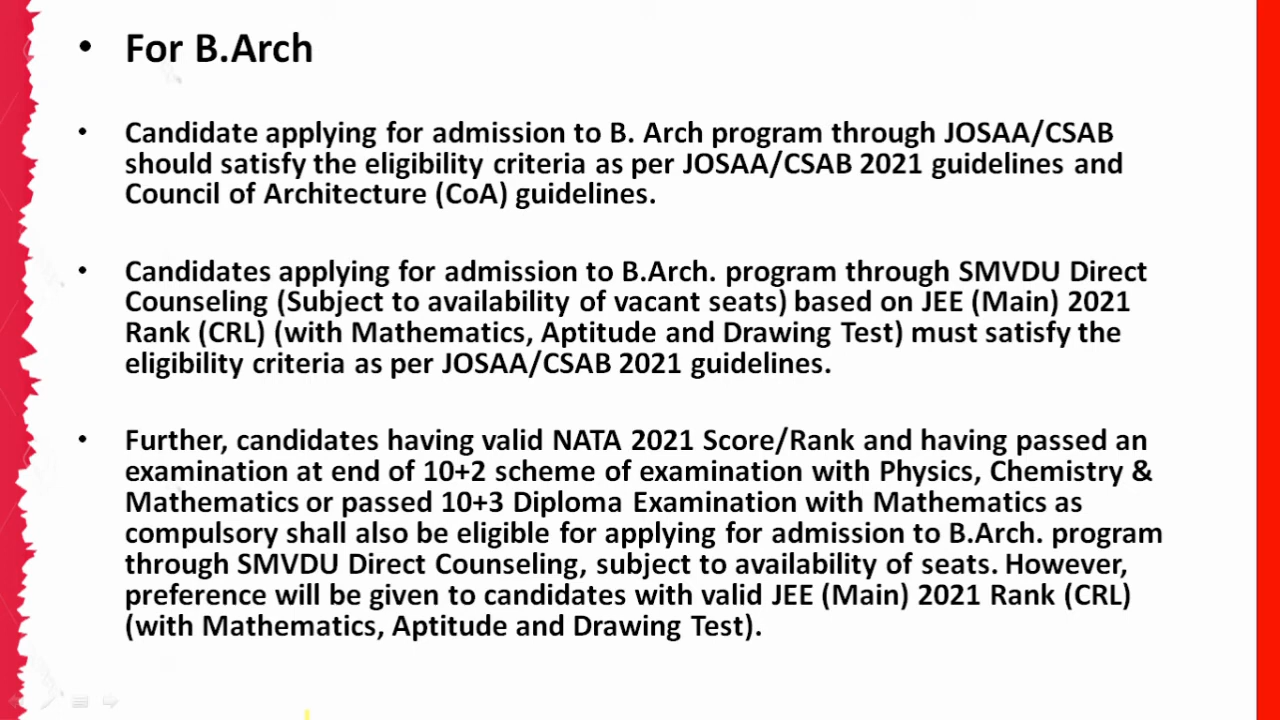 • For B.Arch
• Candidate applying for admission to B. Arch program through JOSAA/CSAB
should satisfy the eligibility criteria as per JOSAA/CSAB 2021 guidelines and
Council of Architecture (CoA) guidelines.
• Candidates applying for admission to B.Arch. program through SMVDU Direct
Counseling (Subject to availability of vacant seats) based on JEE (Main) 2021
Rank (CRL) (with Mathematics, Aptitude and Drawing Test) must satisfy the
eligibility criteria as per JOSAA/CSAB 2021 guidelines.
• Further, candidates having valid NATA 2021 Score/Rank and having passed an
examination at end of 10+2 scheme of examination with Physics, Chemistry &
Mathematics or passed 10+3 Diploma Examination with Mathematics as
compulsory shall also be eligible for applying for admission to B.Arch. program
through SMVDU Direct Counseling, subject to availability of seats. However,
preference will be given to candidates with valid JEE (Main) 2021 Rank (CRL)
(with Mathematics, Aptitude and Drawing Test).